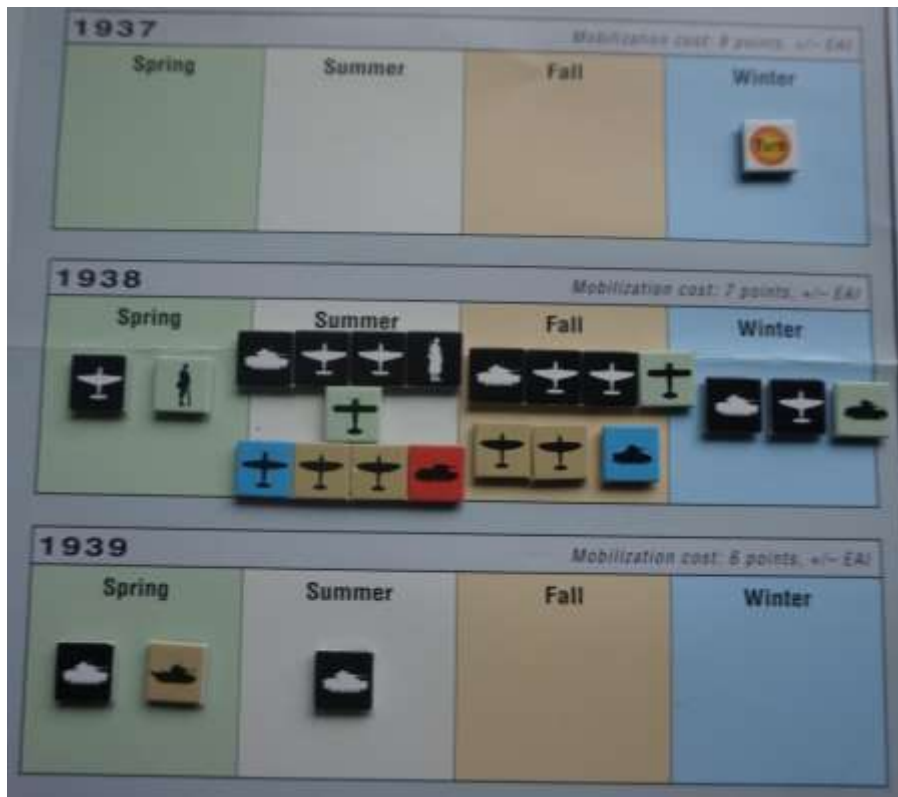 1937
Mobilization cost: 9 points, +/– EAI
Spring Summer Fall Winter
Turn
1938
Mobilization cost: 7 points, +/– EAI
Spring Summer Fall Winter
1939
Mobilization cost: 6 points, +/– EAI
Spring Summer Fall Winter